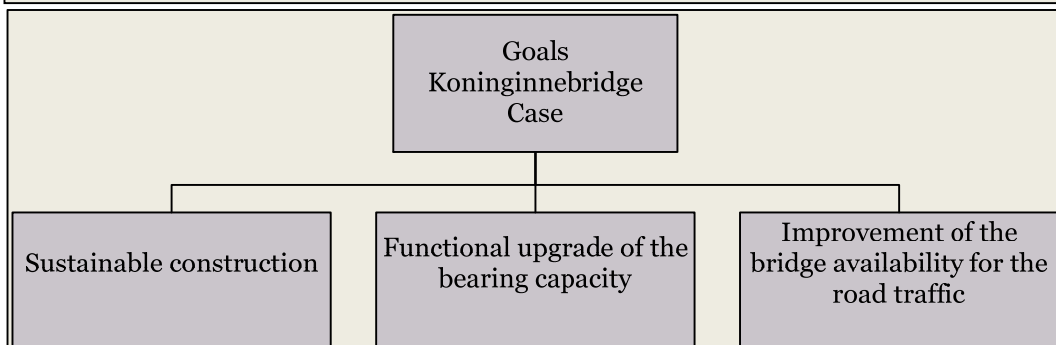 Goals
Koninginnebridge
Case
Sustainable construction
Functional upgrade of the
bearing capacity
Improvement of the
bridge availability for the
road traffic